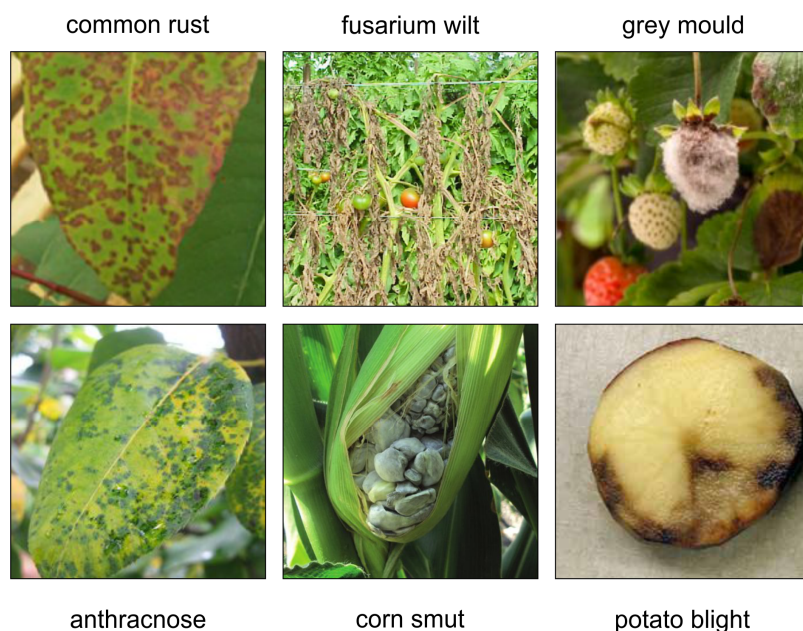 common rust
fusarium wilt
grey mould
anthracnose
corn smut
potato blight